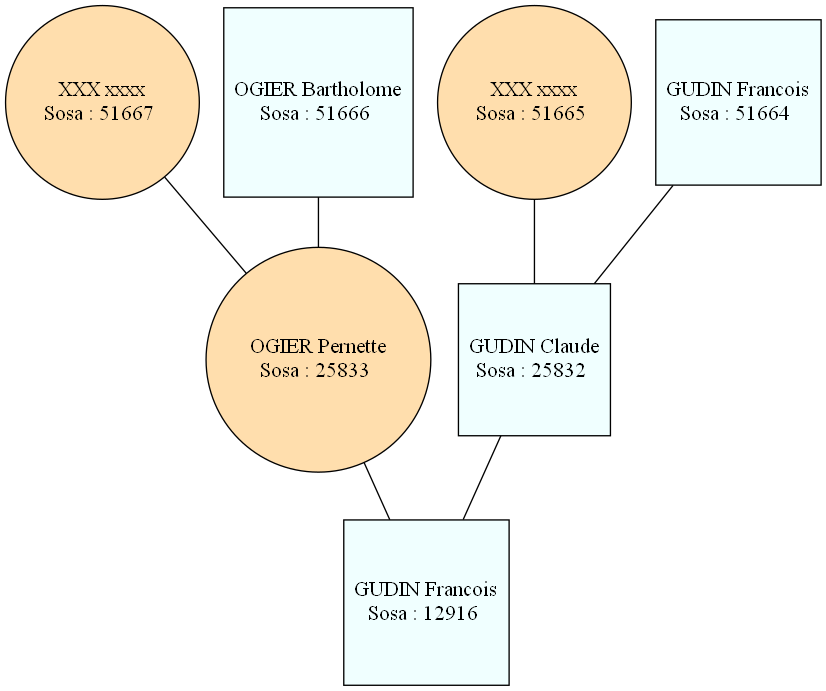 XXX xxxx
Sosa : 51667
OGIER Bartholome
Sosa : 51666
XXX xxxx
Sosa : 51665
GUDIN Francois
Sosa : 51664
OGIER Pernette
Sosa : 25833
GUDIN Claude
Sosa : 25832
GUDIN Francois
Sosa : 12916